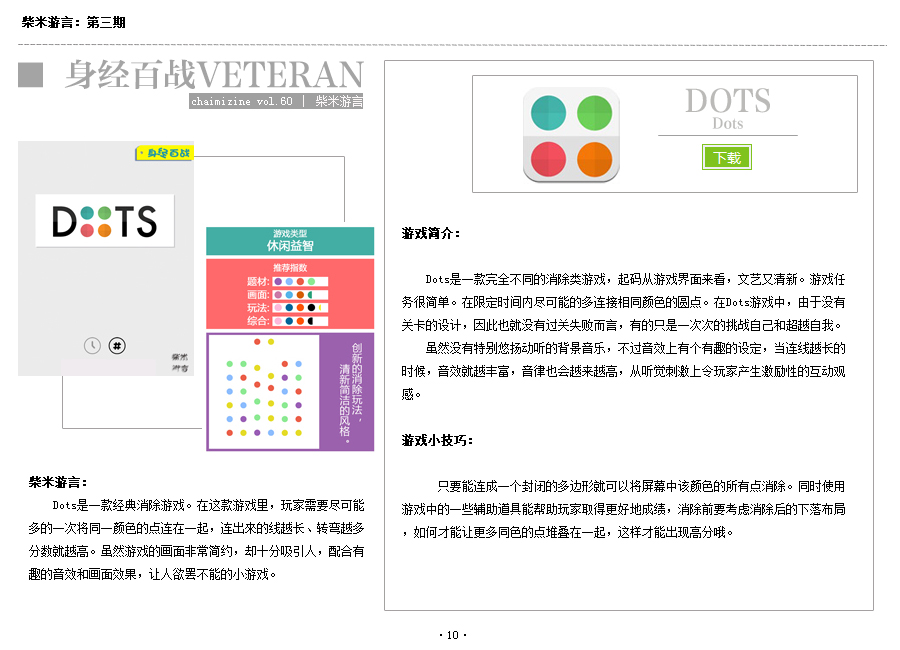 柴米游言：第三期
身经百战VETERAN
chaimizine vol.60 | 柴米游言
·身经百战
DOTS
#
柴米
游言
游戏类型
休闲益智
推荐指数
题材:
画面:
玩法:
综合:
创新的消除玩法，
清新简洁的风格。
柴米游言：
Dots是一款经典消除游戏。在这款游戏里，玩家需要尽可能
多的一次将同一颜色的点连在一起，连出来的线越长、转弯越多
分数就越高。虽然游戏的画面非常简约，却十分吸引人，配合有
趣的音效和画面效果，让人欲罢不能的小游戏。
DOTS
Dots
下载
游戏简介：
Dots是一款完全不同的消除类游戏，起码从游戏界面来看，文艺又清新。游戏任
务很简单。在限定时间内尽可能的多连接相同颜色的圆点。在Dots游戏中，由于没有
关卡的设计，因此也就没有过关失败而言，有的只是一次次的挑战自己和超越自我。
虽然没有特别悠扬动听的背景音乐，不过音效上有个有趣的设定，当连线越长的
时候，音效就越丰富，音律也会越来越高，从听觉刺激上令玩家产生激励性的互动观
感。
游戏小技巧：
只要能连成一个封闭的多边形就可以将屏幕中该颜色的所有点消除。同时使用
游戏中的一些辅助道具能帮助玩家取得更好地成绩，消除前要考虑消除后的下落布局
，如何才能让更多同色的点堆叠在一起，这样才能出现高分哦。
·10·